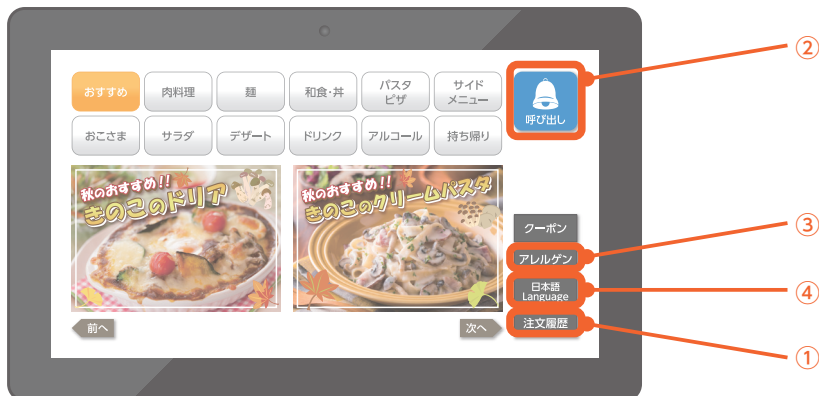 おすすめ
肉料理
麺
和食・丼
パスタ
ピザ
サイド
メニュー
呼び出し
②
おこさま
サラダ
デザート
ドリンク
アルコール
持ち帰り
秋のおすすめ!!
きのこのドリア
秋のおすすめ!!
きのこのクリームパスタ
クーポン
③
アレルゲン
日本語
Language
④
前へ
次へ
注文履歴
①